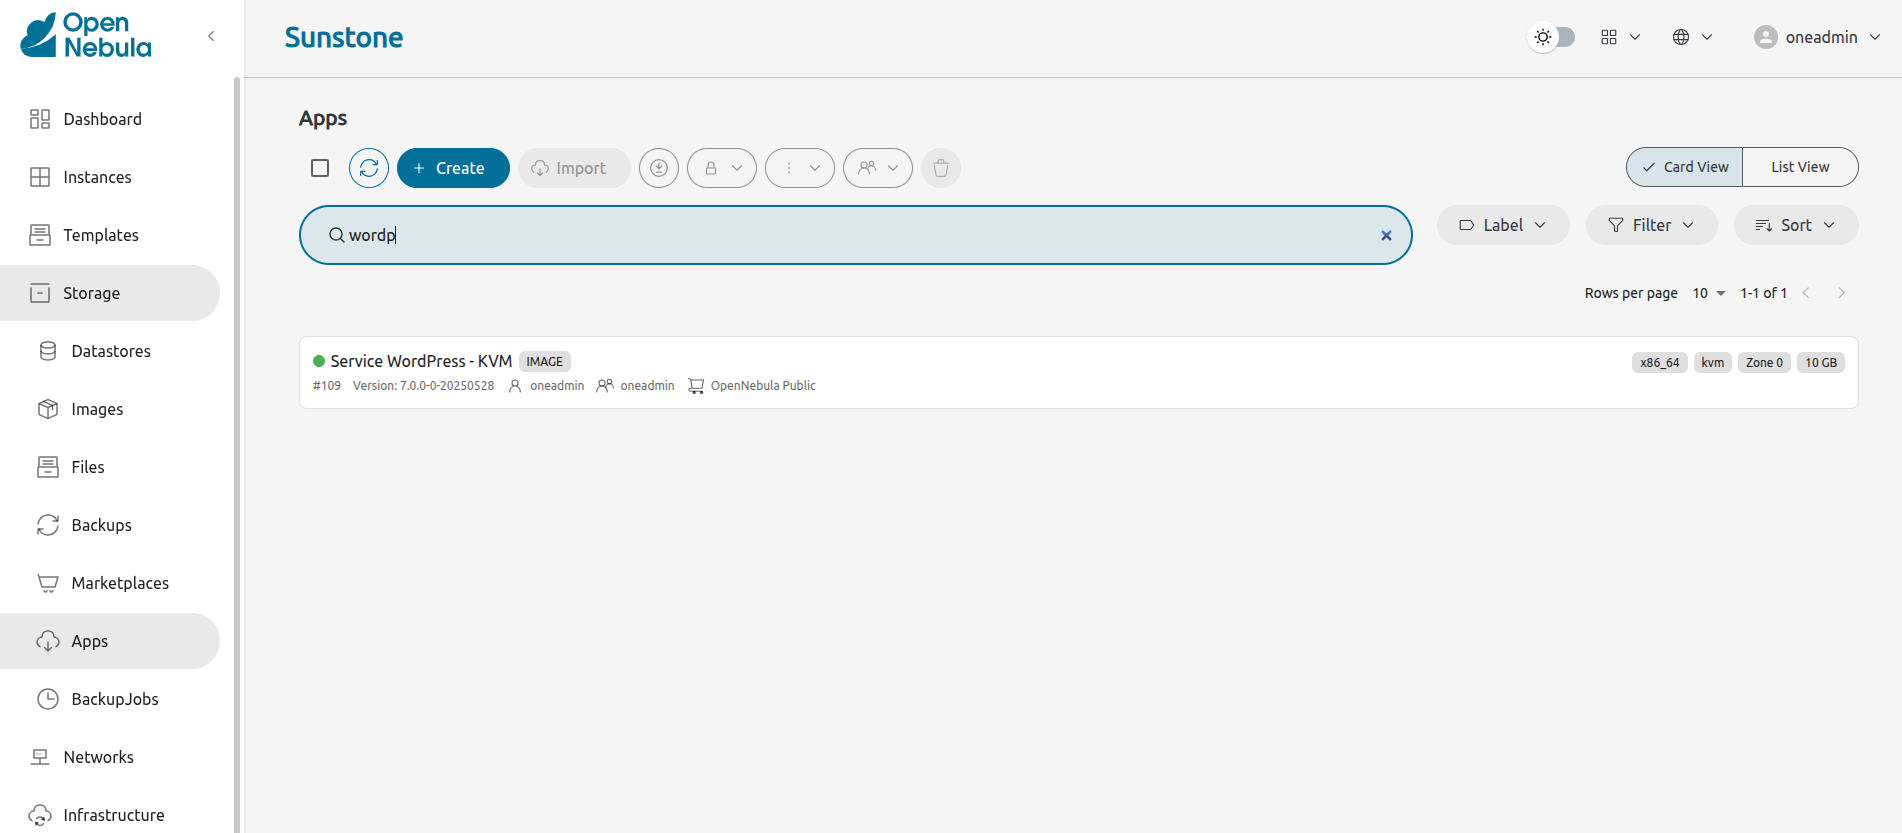 Open
Nebula
Sunstone
oneadmin
Dashboard
Instances
Templates
Storage
Datastores
Images
Files
Backups
Marketplaces
Apps
BackupJobs
Networks
Infrastructure
Apps
+ Create
Import
Card View
List View
wordp
Label
Filter
Sort
Rows per page 10 1-1 of 1
Service WordPress - KVM IMAGE
x86_64 kvm Zone 0 10 GB
#109 Version: 7.0.0-0-20250528 oneadmin oneadmin OpenNebula Public